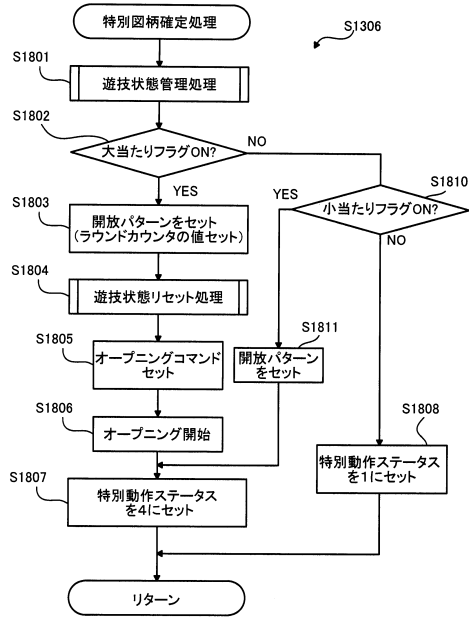 特別図柄確定処理
S1306
S1801
遊技状態管理処理
S1802
大当たりフラグON?
NO
YES
S1810
小当たりフラグON?
YES
NO
S1803
開放パターンをセット
(ラウンドカウンタの値セット)
S1804
遊技状態リセット処理
S1805
オープニングコマンド
セット
S1811
開放パターン
をセット
S1806
オープニング開始
S1808
特別動作ステータス
を1にセット
S1807
特別動作ステータス
を4にセット
リターン